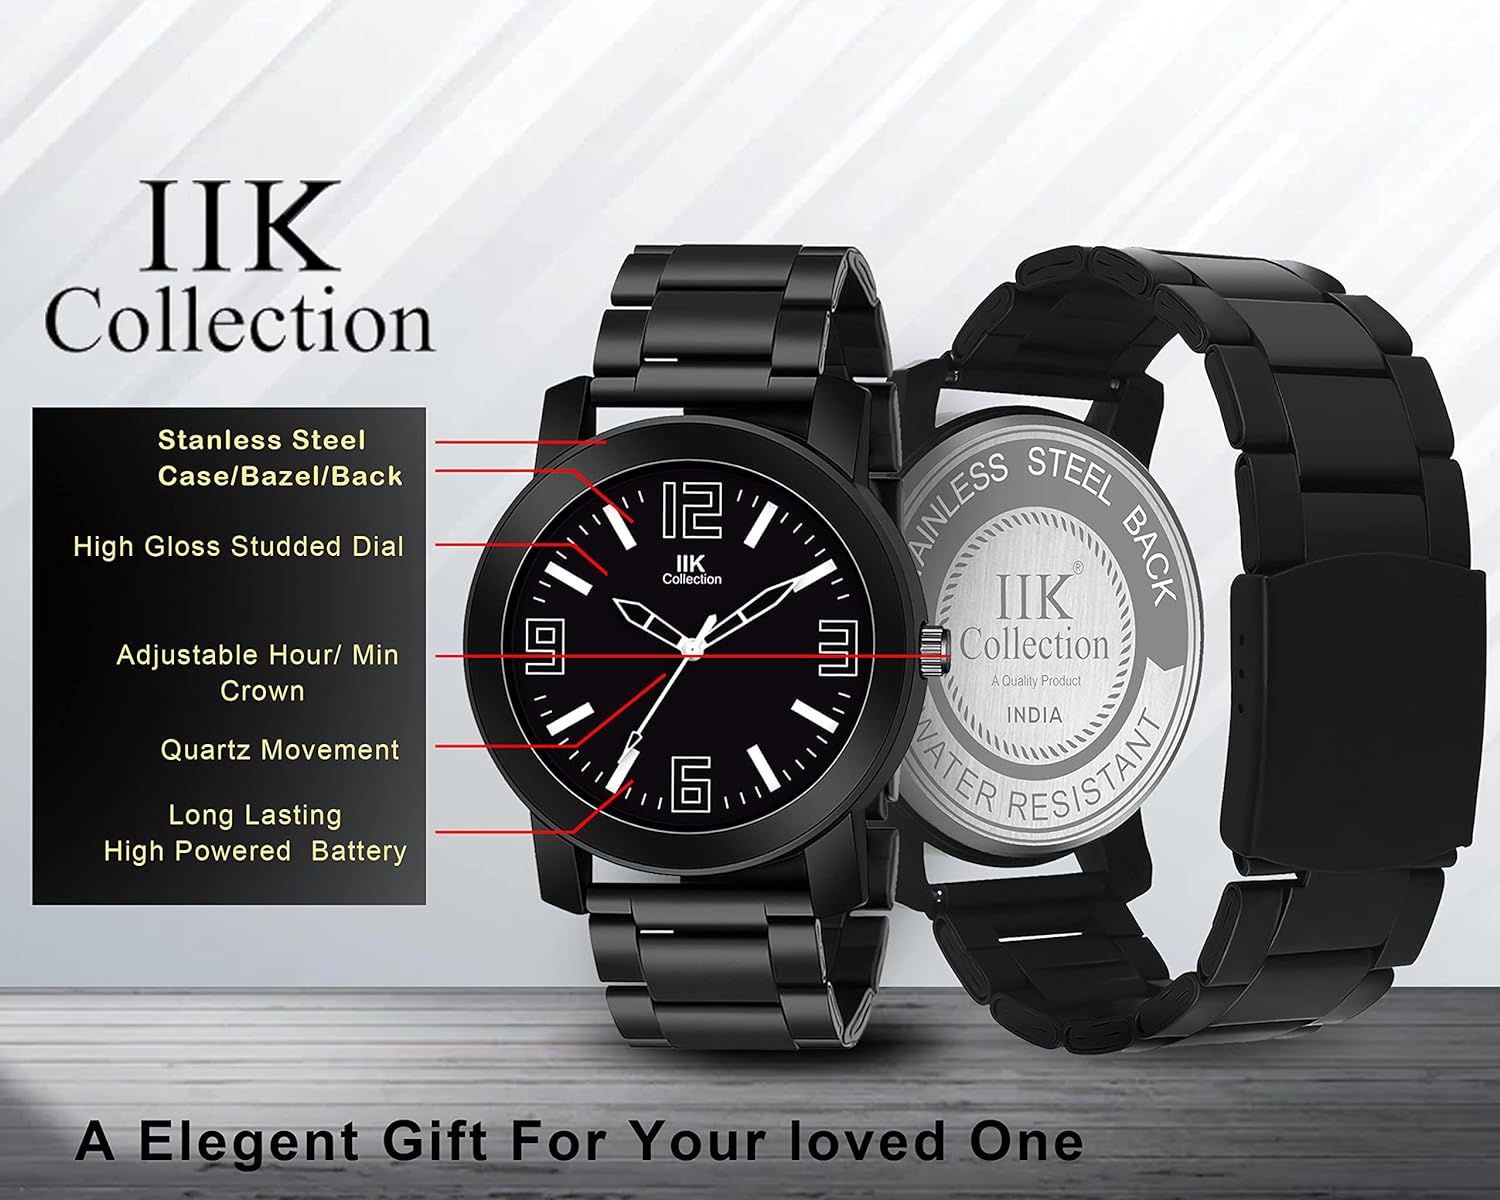 IIK
Collection
Stanless Steel
Case/Bazel/Back
High Gloss Studded Dial
Adjustable Hour/ Min
Crown
Quartz Movement
Long Lasting
High Powered  Battery
12
IIK
Collection
9
3
6
AINLESS STEEL BACK
IIK®
Collection
A Quality Product
INDIA
WATER RESISTANT
A Elegent Gift For Your loved One